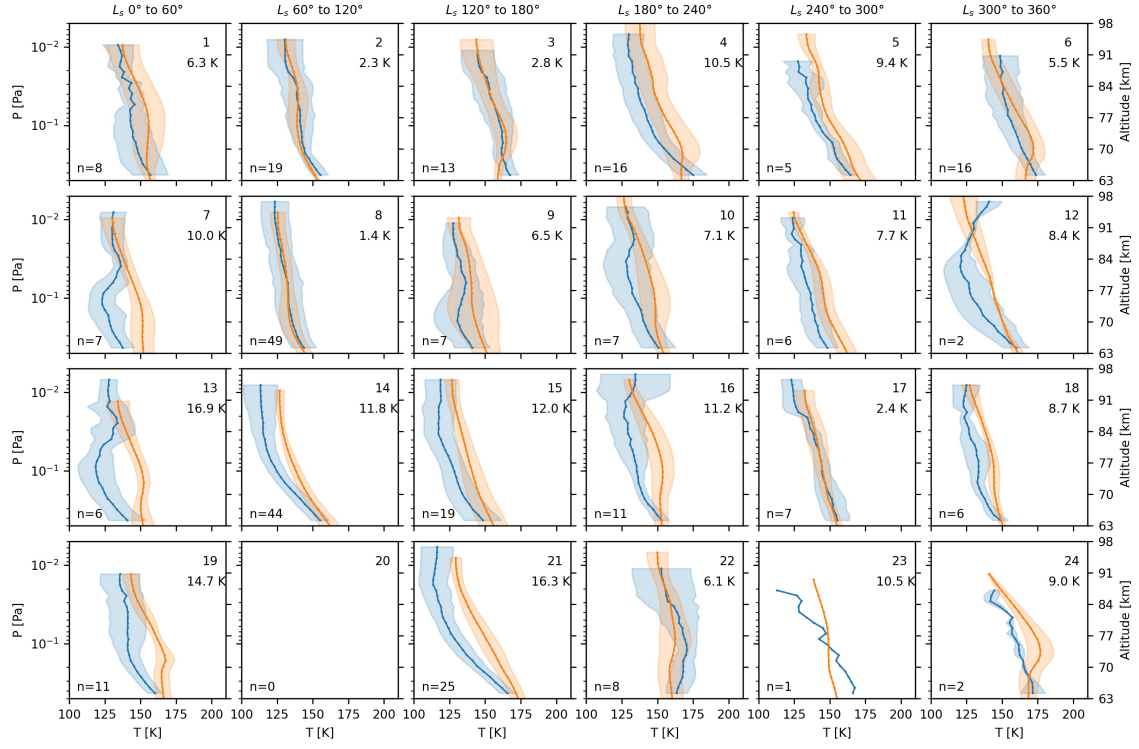 Lₛ 0° to 60° Lₛ 60° to 120° Lₛ 120° to 180° Lₛ 180° to 240° Lₛ 240° to 300° Lₛ 300° to 360°
10⁻² 1 2 3 4 5 6 98
6.3 K 2.3 K 2.8 K 10.5 K 9.4 K 5.5 K 91
P [Pa] 84 Altitude [km]
10⁻¹ 77
n=8 n=19 n=13 n=16 n=5 n=16 70
63
10⁻² 7 8 9 10 11 12 98
10.0 K 1.4 K 6.5 K 7.1 K 7.7 K 8.4 K 91
P [Pa] 84 Altitude [km]
10⁻¹ 77
n=7 n=49 n=7 n=7 n=6 n=2 70
63
10⁻² 13 14 15 16 17 18 98
16.9 K 11.8 K 12.0 K 11.2 K 2.4 K 8.7 K 91
P [Pa] 84 Altitude [km]
10⁻¹ 77
n=6 n=44 n=19 n=11 n=7 n=6 70
63
10⁻² 19 20 21 22 23 24 98
14.7 K 16.3 K 6.1 K 10.5 K 9.0 K 91
P [Pa] 84 Altitude [km]
10⁻¹ 77
n=11 n=0 n=25 n=8 n=1 n=2 70
63
100 125 150 175 200 100 125 150 175 200 100 125 150 175 200 100 125 150 175 200 100 125 150 175 200 100 125 150 175 200
T [K] T [K] T [K] T [K] T [K] T [K]